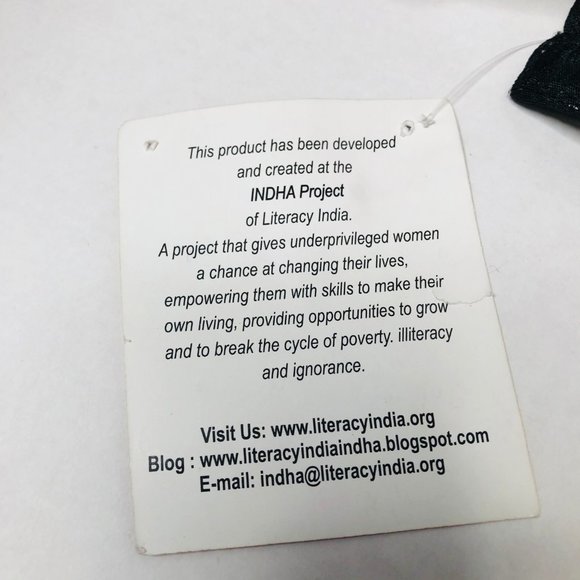 This product has been developed
and created at the
INDHA Project
of Literacy India.
A project that gives underprivileged women
a chance at changing their lives,
empowering them with skills to make their
own living, providing opportunities to grow
and to break the cycle of poverty. illiteracy
and ignorance.
Visit Us: www.literacyindia.org
Blog : www.literacyindiaindha.blogspot.com
E-mail: indha@literacyindia.org